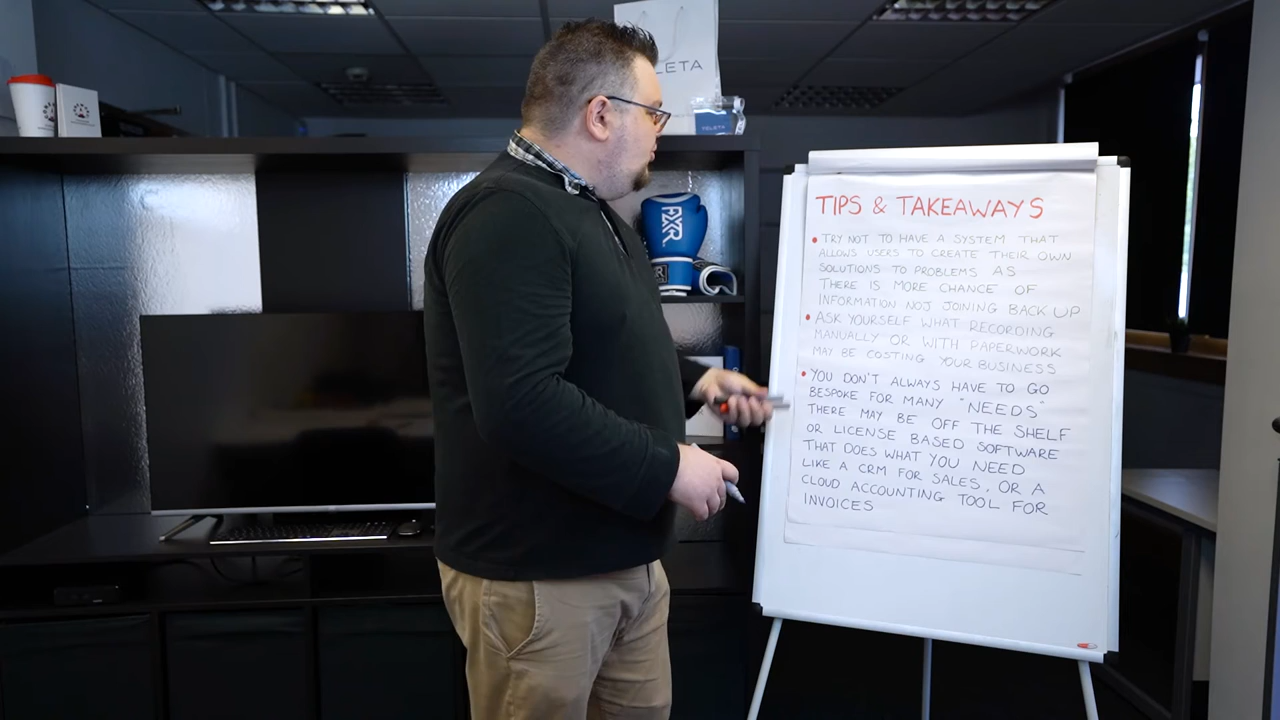 YOLETA
RXR
TIPS & TAKEAWAYS
• TRY NOT TO HAVE A SYSTEM THAT
ALLOWS USERS TO CREATE THEIR OWN
SOLUTIONS TO PROBLEMS AS
THERE IS MORE CHANCE OF
INFORMATION NOT JOINING BACK UP
• ASK YOURSELF WHAT RECORDING
MANUALLY OR WITH PAPERWORK
MAY BE COSTING YOUR BUSINESS
• YOU DON'T ALWAYS HAVE TO GO
BESPOKE FOR MANY "NEEDS"
THERE MAY BE OFF THE SHELF
OR LICENSE BASED SOFTWARE
THAT DOES WHAT YOU NEED
LIKE A CRM FOR SALES, OR A
CLOUD ACCOUNTING TOOL FOR
INVOICES